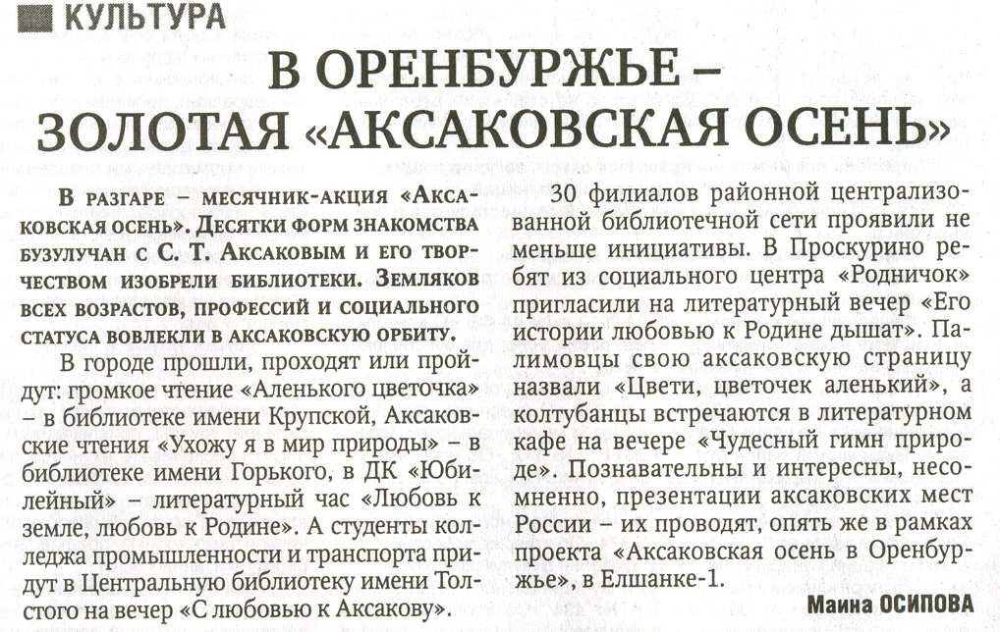 КУЛЬТУРА
В ОРЕНБУРЖЬЕ –
ЗОЛОТАЯ «АКСАКОВСКАЯ ОСЕНЬ»
В РАЗГАРЕ – МЕСЯЧНИК-АКЦИЯ «АКСА-
КОВСКАЯ ОСЕНЬ». ДЕСЯТКИ ФОРМ ЗНАКОМСТВА
БУЗУЛУЧАН С С. Т. АКСАКОВЫМ И ЕГО ТВОР-
ЧЕСТВОМ ИЗОБРЕЛИ БИБЛИОТЕКИ. ЗЕМЛЯКОВ
ВСЕХ ВОЗРАСТОВ, ПРОФЕССИЙ И СОЦИАЛЬНОГО
СТАТУСА ВОВЛЕКЛИ В АКСАКОВСКУЮ ОРБИТУ.
В городе прошли, проходят или прой-
дут: громкое чтение «Аленького цветочка»
– в библиотеке имени Крупской, Аксаков-
ские чтения «Ухожу я в мир природы» – в
библиотеке имени Горького, в ДК «Юби-
лейный» – литературный час «Любовь к
земле, любовь к Родине». А студенты кол-
леджа промышленности и транспорта при-
дут в Центральную библиотеку имени Тол-
стого на вечер «С любовью к Аксакову».
30 филиалов районной централизо-
ванной библиотечной сети проявили не
меньше инициативы. В Проскурино ре-
бят из социального центра «Родничок»
пригласили на литературный вечер «Его
истории любовью к Родине дышат». Па-
лимовцы свою аксаковскую страницу
назвали «Цвети, цветочек аленький», а
колтубанцы встречаются в литературном
кафе на вечере «Чудесный гимн приро-
де». Познавательны и интересны, несо-
мненно, презентации аксаковских мест
России – их проводят, опять же в рамках
проекта «Аксаковская осень в Оренбур-
жье», в Елшанке-1.
Маина ОСИПОВА